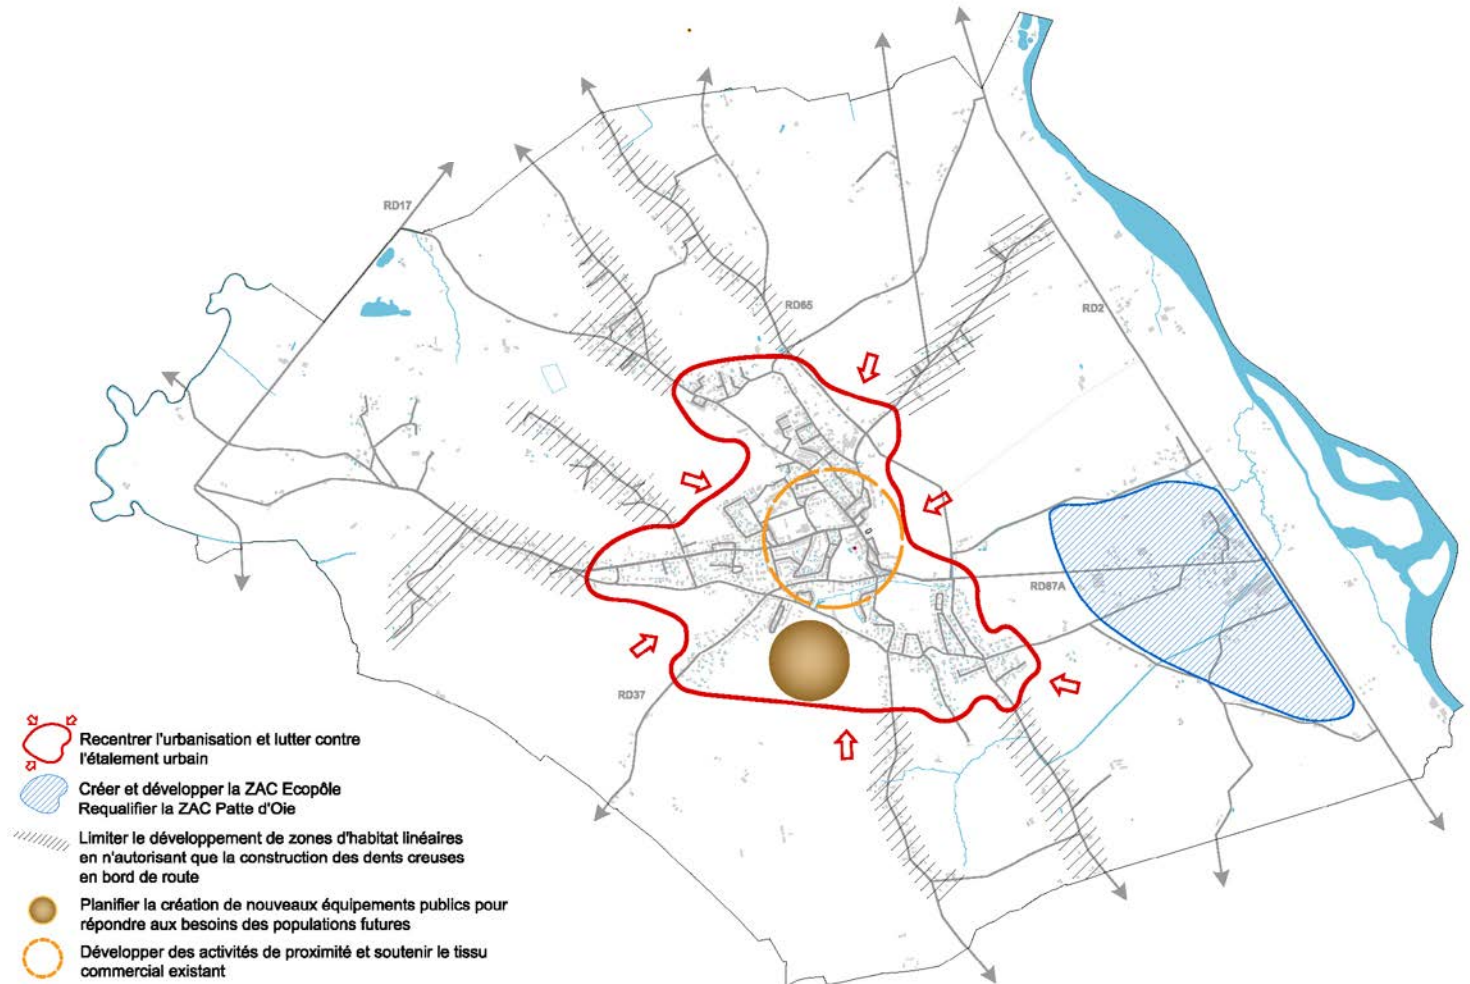 RD17
RD65
RD2
RD87A
RD37
Recentrer l'urbanisation et lutter contre
l'étalement urbain
Créer et développer la ZAC Ecopôle
Requalifier la ZAC Patte d'Oie
Limiter le développement de zones d'habitat linéaires
en n'autorisant que la construction des dents creuses
en bord de route
Planifier la création de nouveaux équipements publics pour
répondre aux besoins des populations futures
Développer des activités de proximité et soutenir le tissu
commercial existant